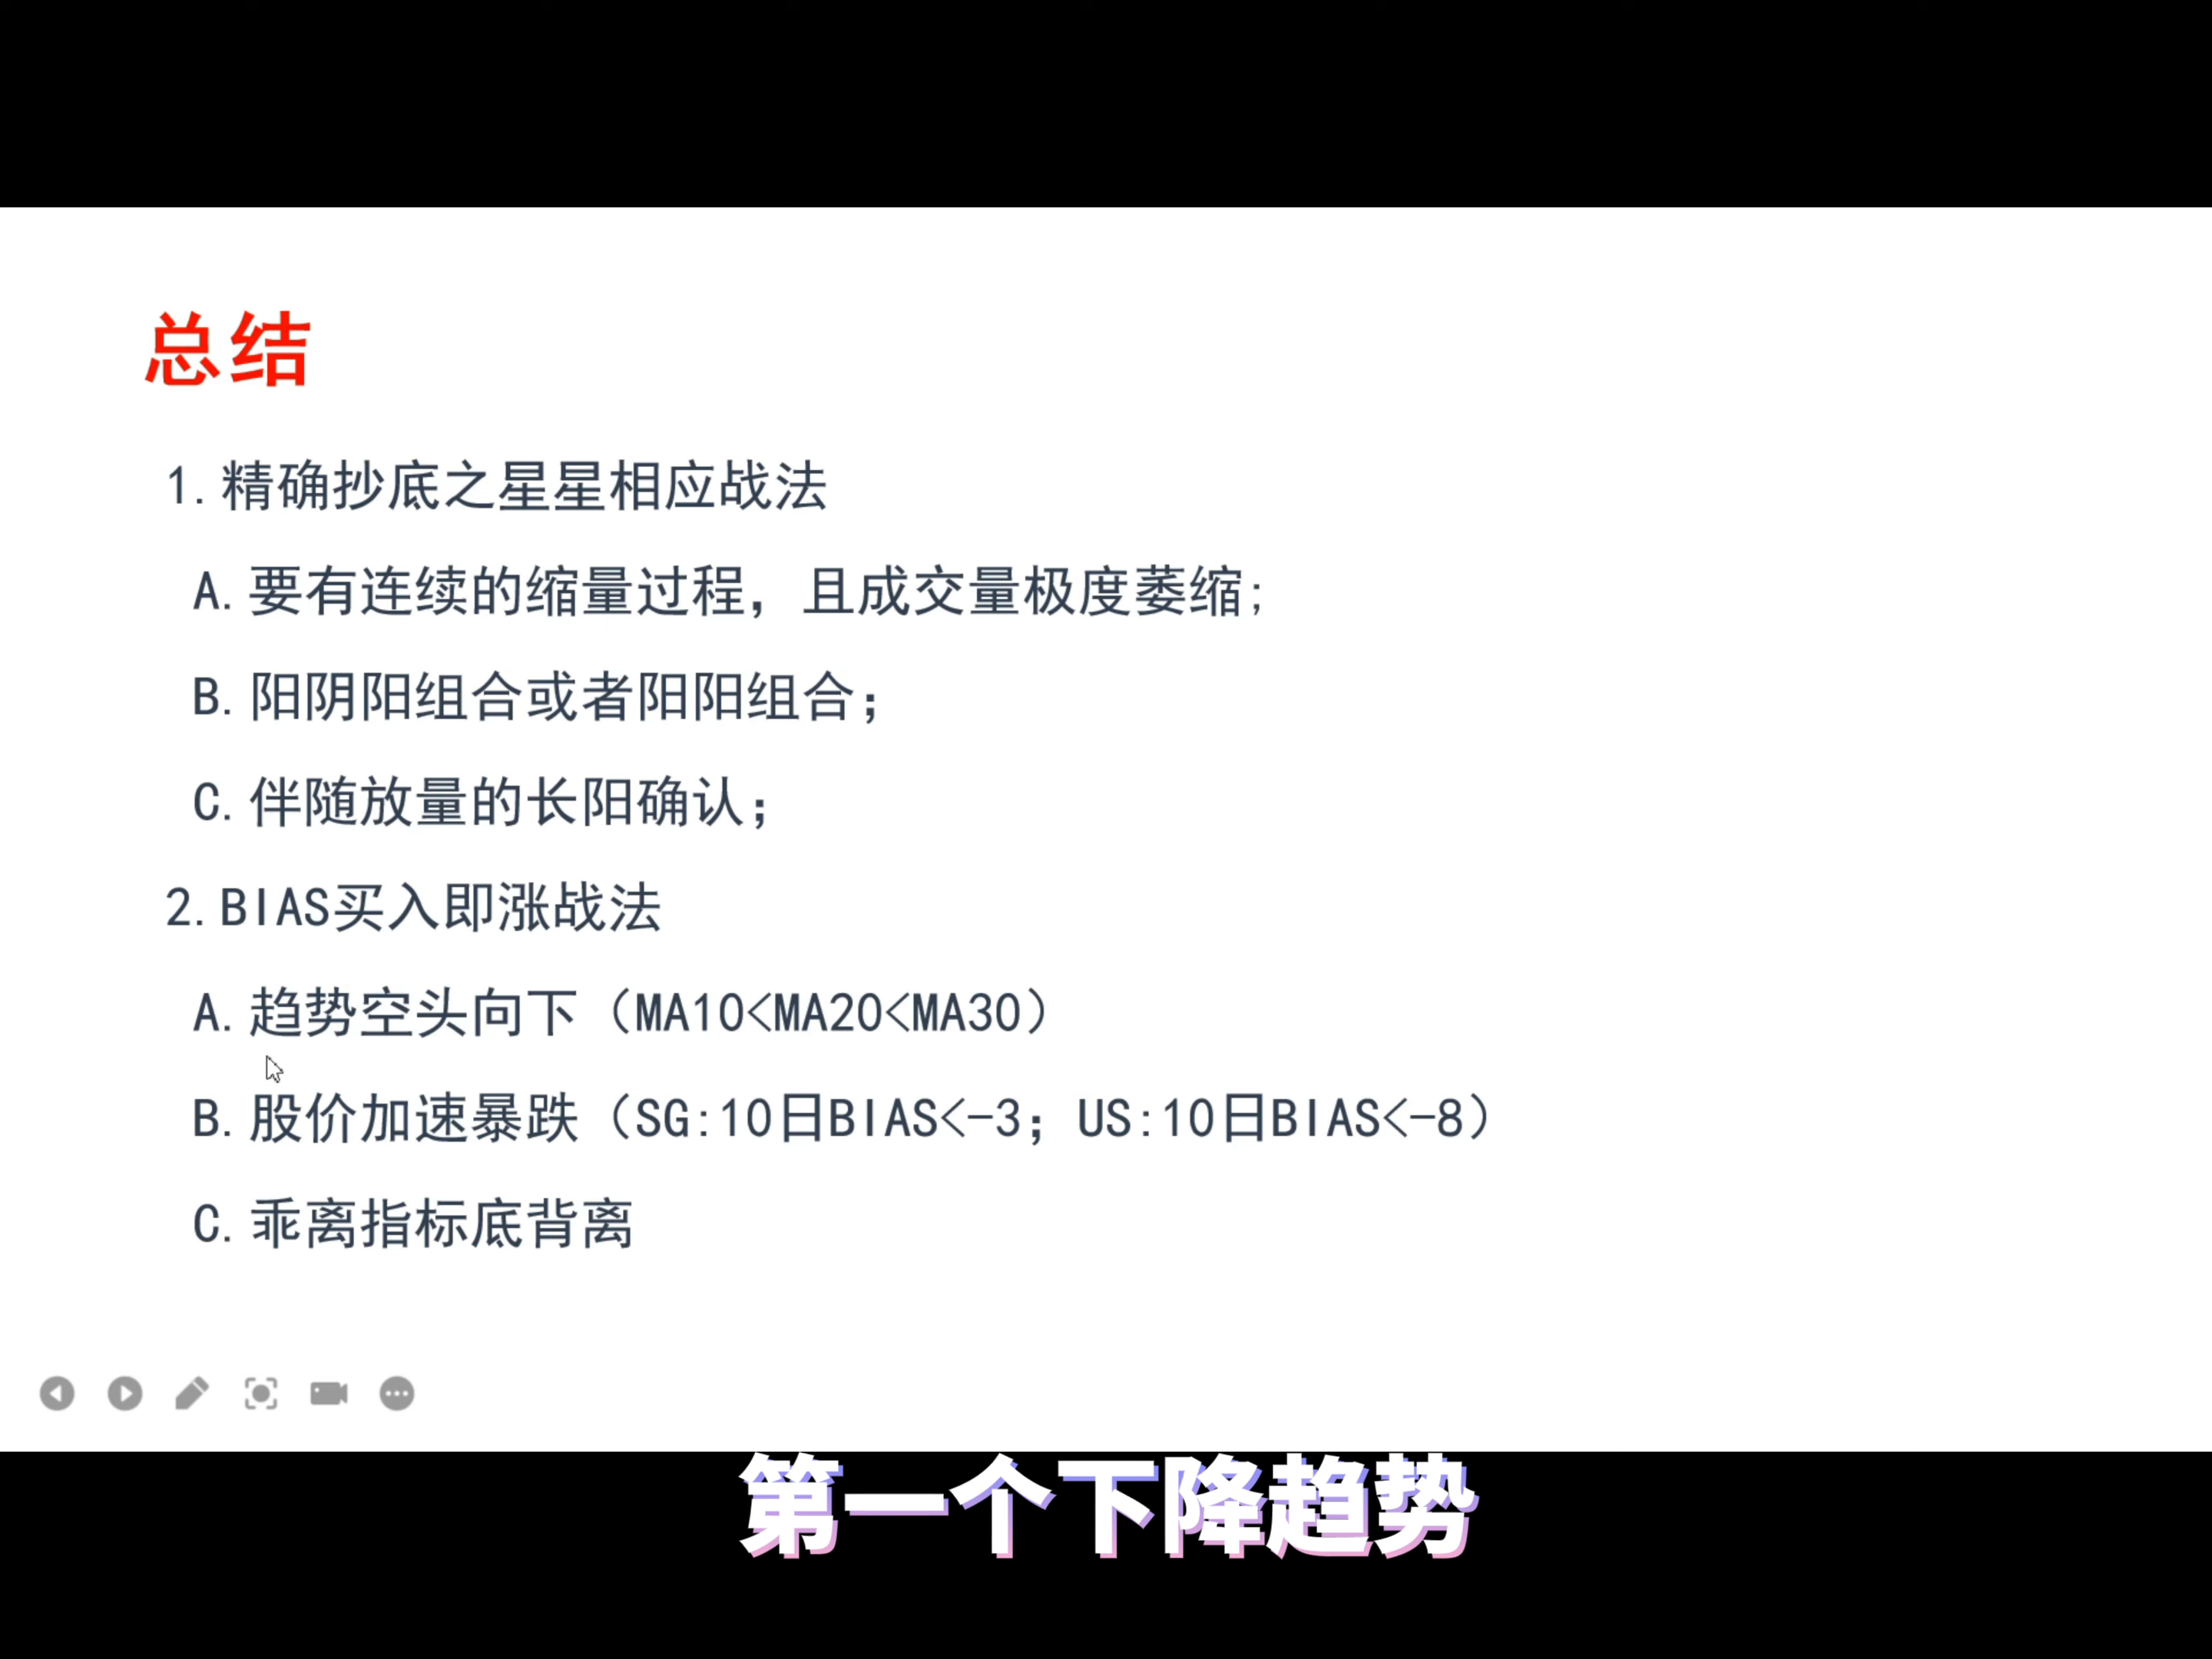 总结
1.精确抄底之星星相应战法
A.要有连续的缩量过程，且成交量极度萎缩;
B.阳阴阳组合或者阳阳组合；
C.伴随放量的长阳确认；
2.BIAS买入即涨战法
A.趋势空头向下（MA10<MA20<MA30）
B.股价加速暴跌（SG:10日BIAS<-3；US:10日BIAS<-8）
C.乖离指标底背离
第一个下降趋势